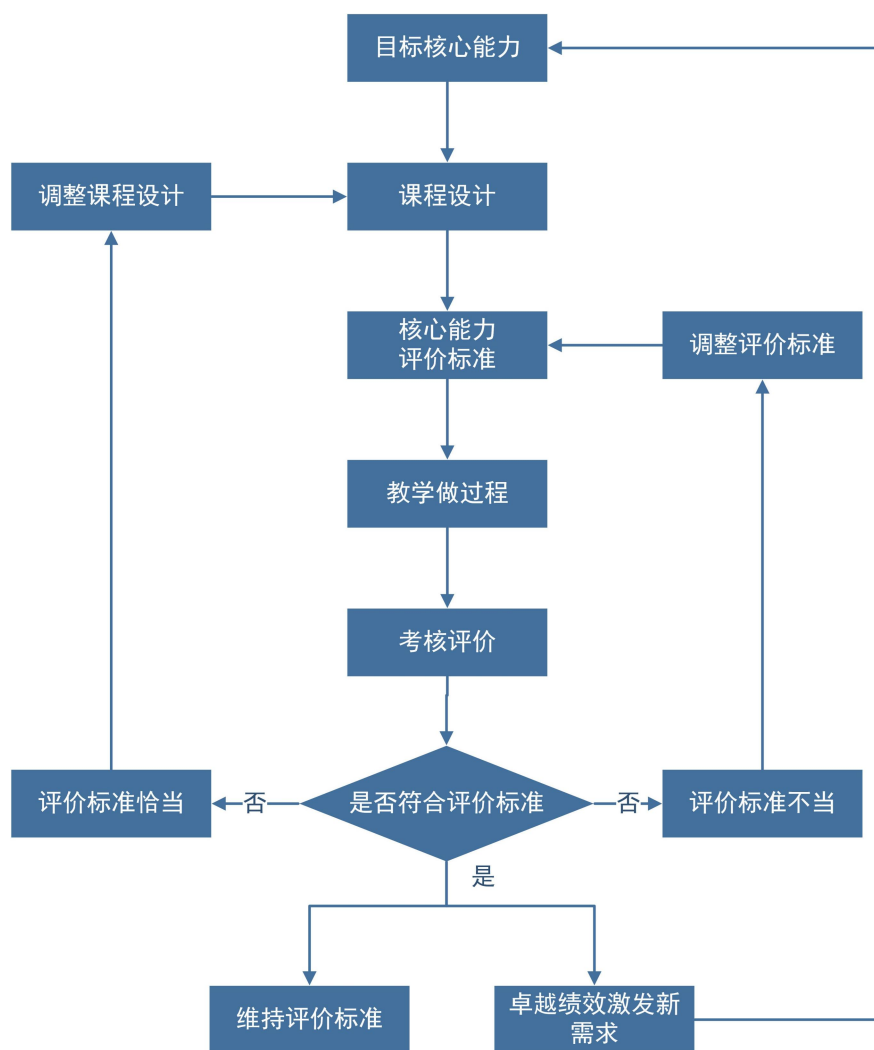 目标核心能力
调整课程设计
课程设计
核心能力
评价标准
调整评价标准
教学做过程
考核评价
评价标准恰当
否
是否符合评价标准
否
评价标准不当
是
维持评价标准
卓越绩效激发新
需求